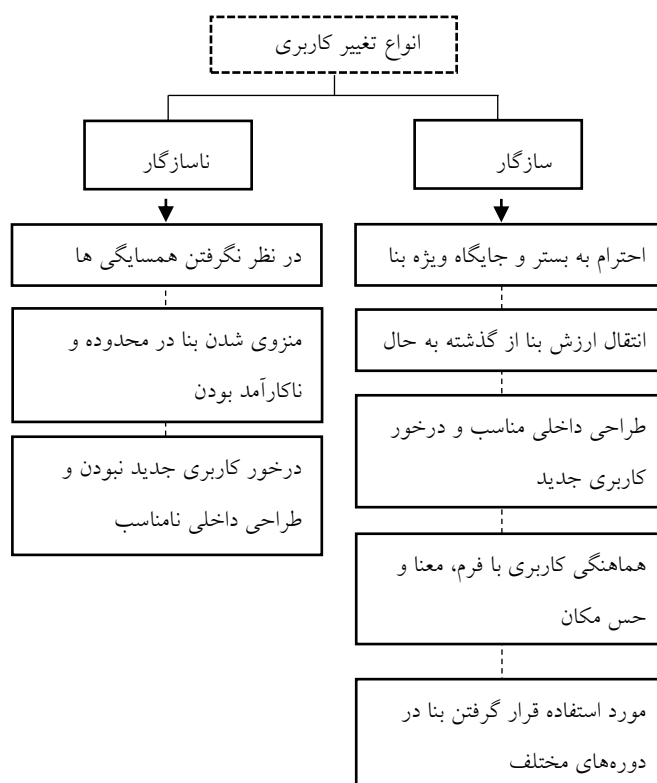 انواع تغییر کاربری
سازگار
ناسازگار
احترام به بستر و جایگاه ویژه بنا
انتقال ارزش بنا از گذشته به حال
طراحی داخلی مناسب و درخور
کاربری جدید
هماهنگی کاربری با فرم، معنا و
حس مکان
مورد استفاده قرار گرفتن بنا در
دوره‌های مختلف
در نظر نگرفتن همسایگی ها
منزوی شدن بنا در محدوده و
ناکارآمد بودن
درخور کاربری جدید نبودن و
طراحی داخلی نامناسب